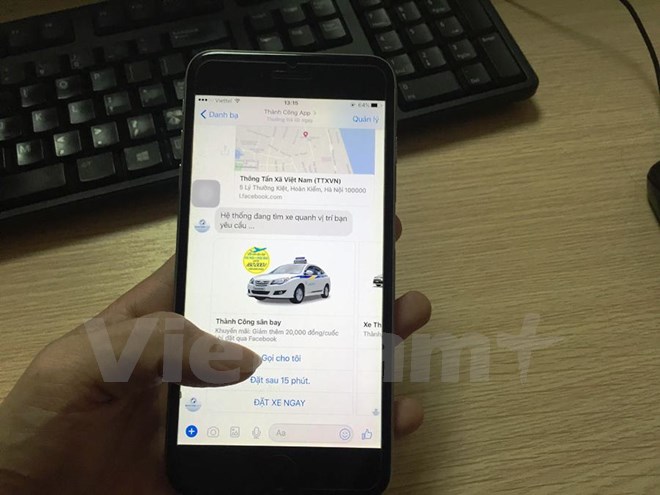 Viettel
13:15
64%
Danh bạ
Thành Công App
Quản lý
Thông Tấn Xã Việt Nam (TTXVN)
5 Lý Thường Kiệt, Hoàn Kiếm, Hà Nội 100000
l.facebook.com
Hệ thống đang tìm xe quanh vị trí bạn
yêu cầu ...
Thành Công sân bay
Khuyến mãi: Giảm thêm 20,000 đồng/cuốc
đặt qua Facebook
Xe Th
Gọi cho tôi
Đặt sau 15 phút.
ĐẶT XE NGAY
Aa
Vietnam+